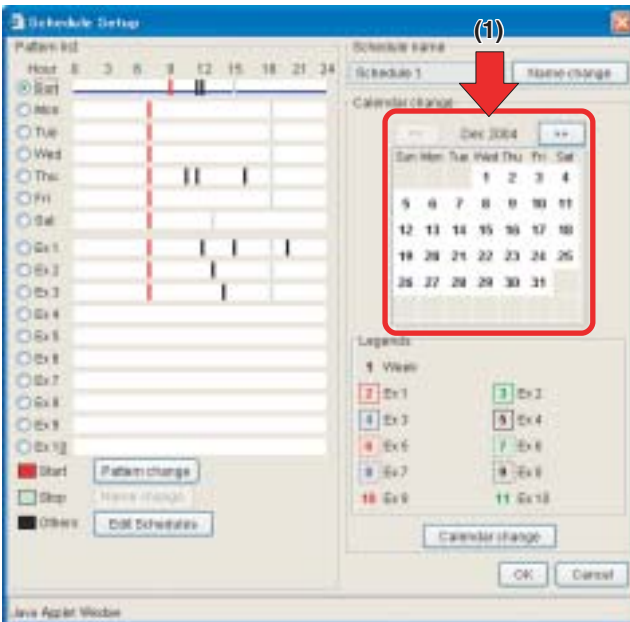 Schedule Setup
(1)
Pattern list
Hour 0 3 6 9 12 15 18 21 24
Sun
Mon
Tue
Wed
Thu
Fri
Sat
Ex 1
Ex 2
Ex 3
Ex 4
Ex 5
Ex 6
Ex 7
Ex 8
Ex 9
Ex 10
Start
Pattern change
Stop
Name change
Others
Edit Schedules
Schedule name
Schedule 1
Name change
Calendar change
Dec 2004
Sun Mon Tue Wed Thu Fri Sat
1 2 3 4
5 6 7 8 9 10 11
12 13 14 15 16 17 18
19 20 21 22 23 24 25
26 27 28 29 30 31
Legends
1 Week
2 Ex 1
3 Ex 2
4 Ex 3
5 Ex 4
6 Ex 5
7 Ex 6
8 Ex 7
9 Ex 8
10 Ex 9
11 Ex 10
Calendar change
OK Cancel
Java Applet Window